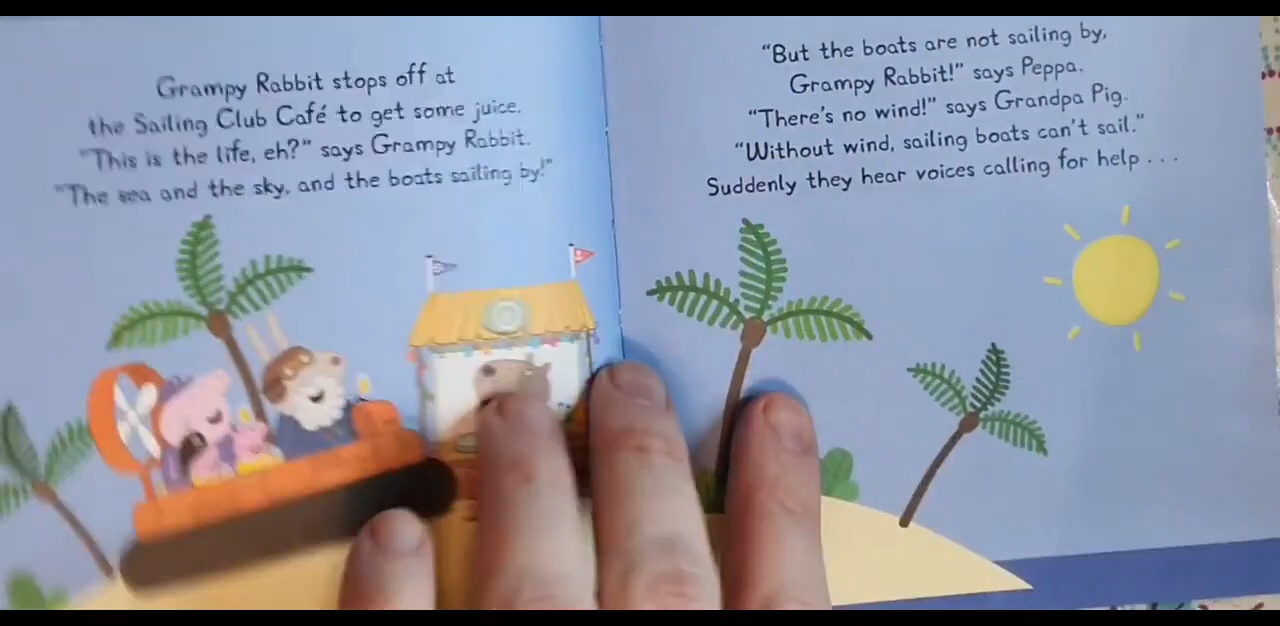 Grampy Rabbit stops off at
the Sailing Club Café to get some juice.
"This is the life, eh?" says Grampy Rabbit.
"The sea and the sky, and the boats sailing by!"
"But the boats are not sailing by,
Grampy Rabbit!" says Peppa.
"There's no wind!" says Grandpa Pig.
"Without wind, sailing boats can't sail."
Suddenly they hear voices calling for help . . .